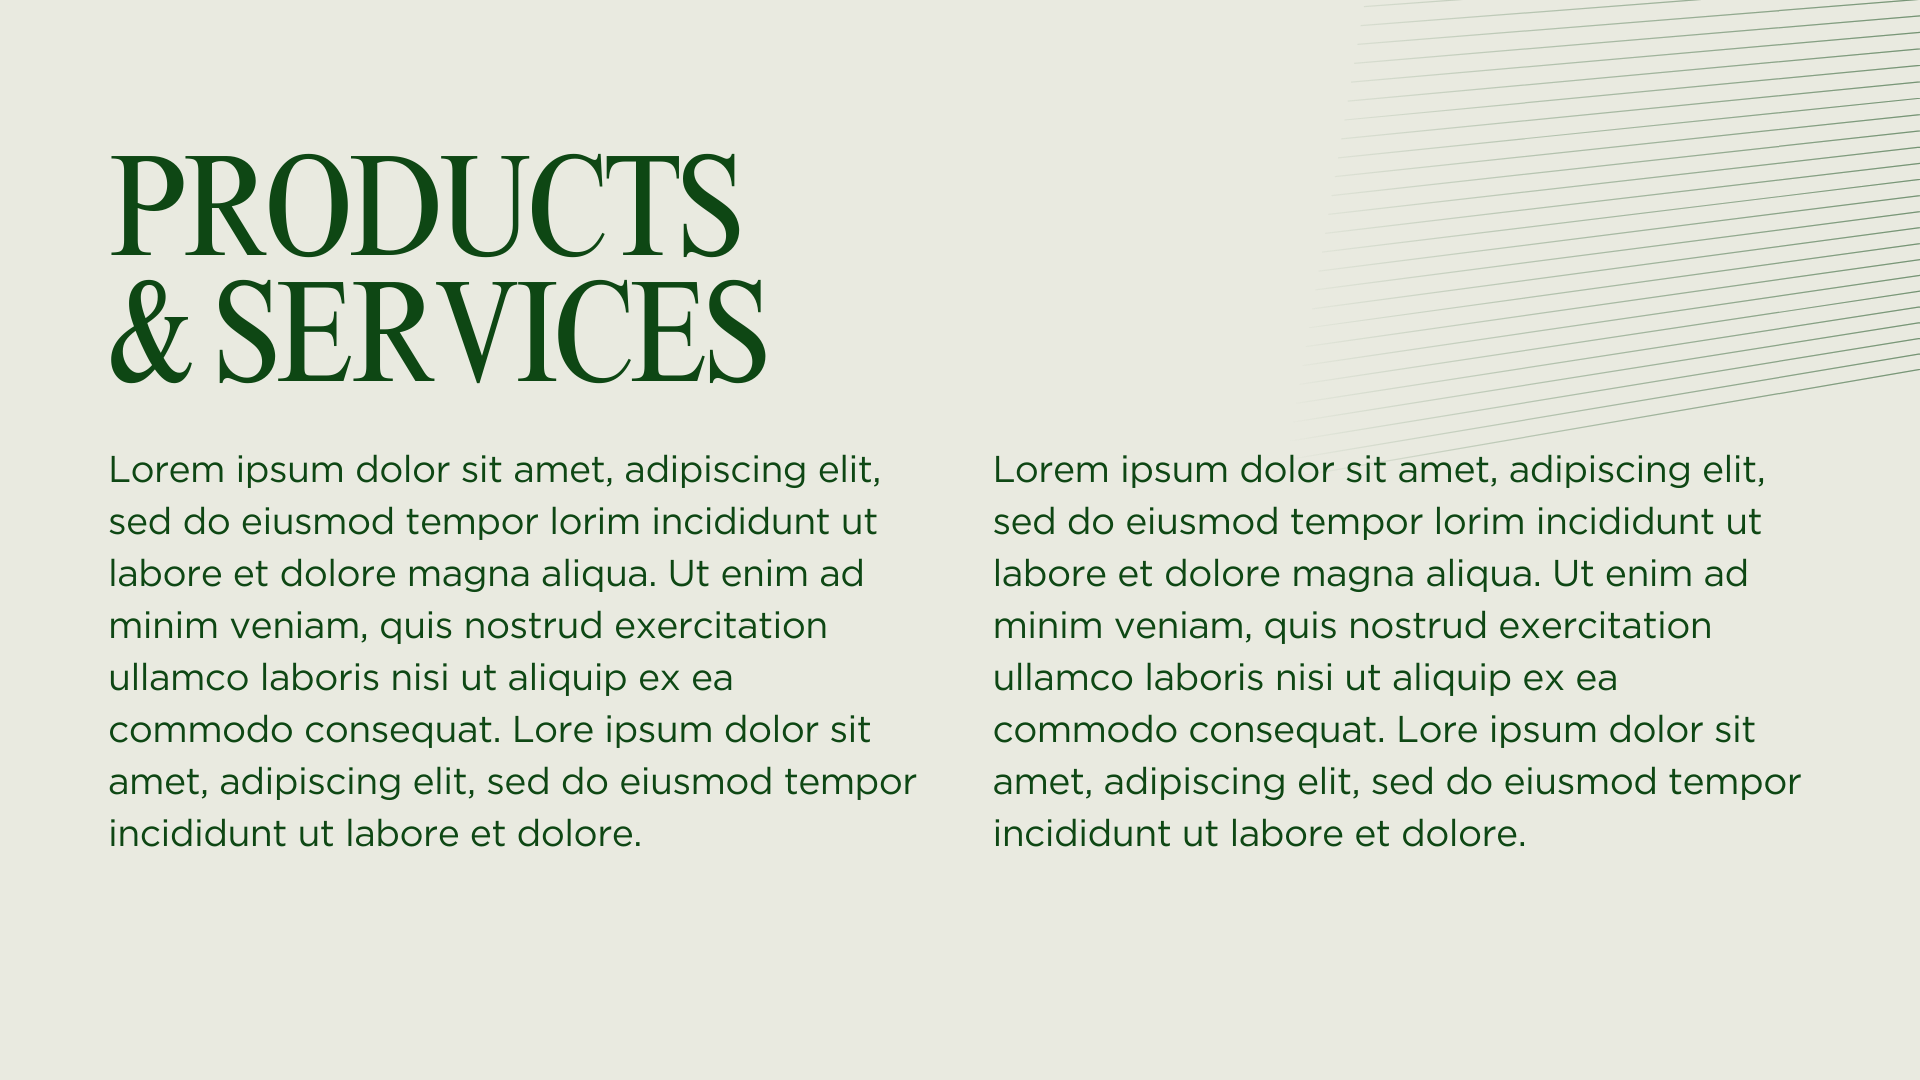 PRODUCTS
& SERVICES
Lorem ipsum dolor sit amet, adipiscing elit,
sed do eiusmod tempor lorim incididunt ut
labore et dolore magna aliqua. Ut enim ad
minim veniam, quis nostrud exercitation
ullamco laboris nisi ut aliquip ex ea
commodo consequat. Lore ipsum dolor sit
amet, adipiscing elit, sed do eiusmod tempor
incididunt ut labore et dolore.
Lorem ipsum dolor sit amet, adipiscing elit,
sed do eiusmod tempor lorim incididunt ut
labore et dolore magna aliqua. Ut enim ad
minim veniam, quis nostrud exercitation
ullamco laboris nisi ut aliquip ex ea
commodo consequat. Lore ipsum dolor sit
amet, adipiscing elit, sed do eiusmod tempor
incididunt ut labore et dolore.